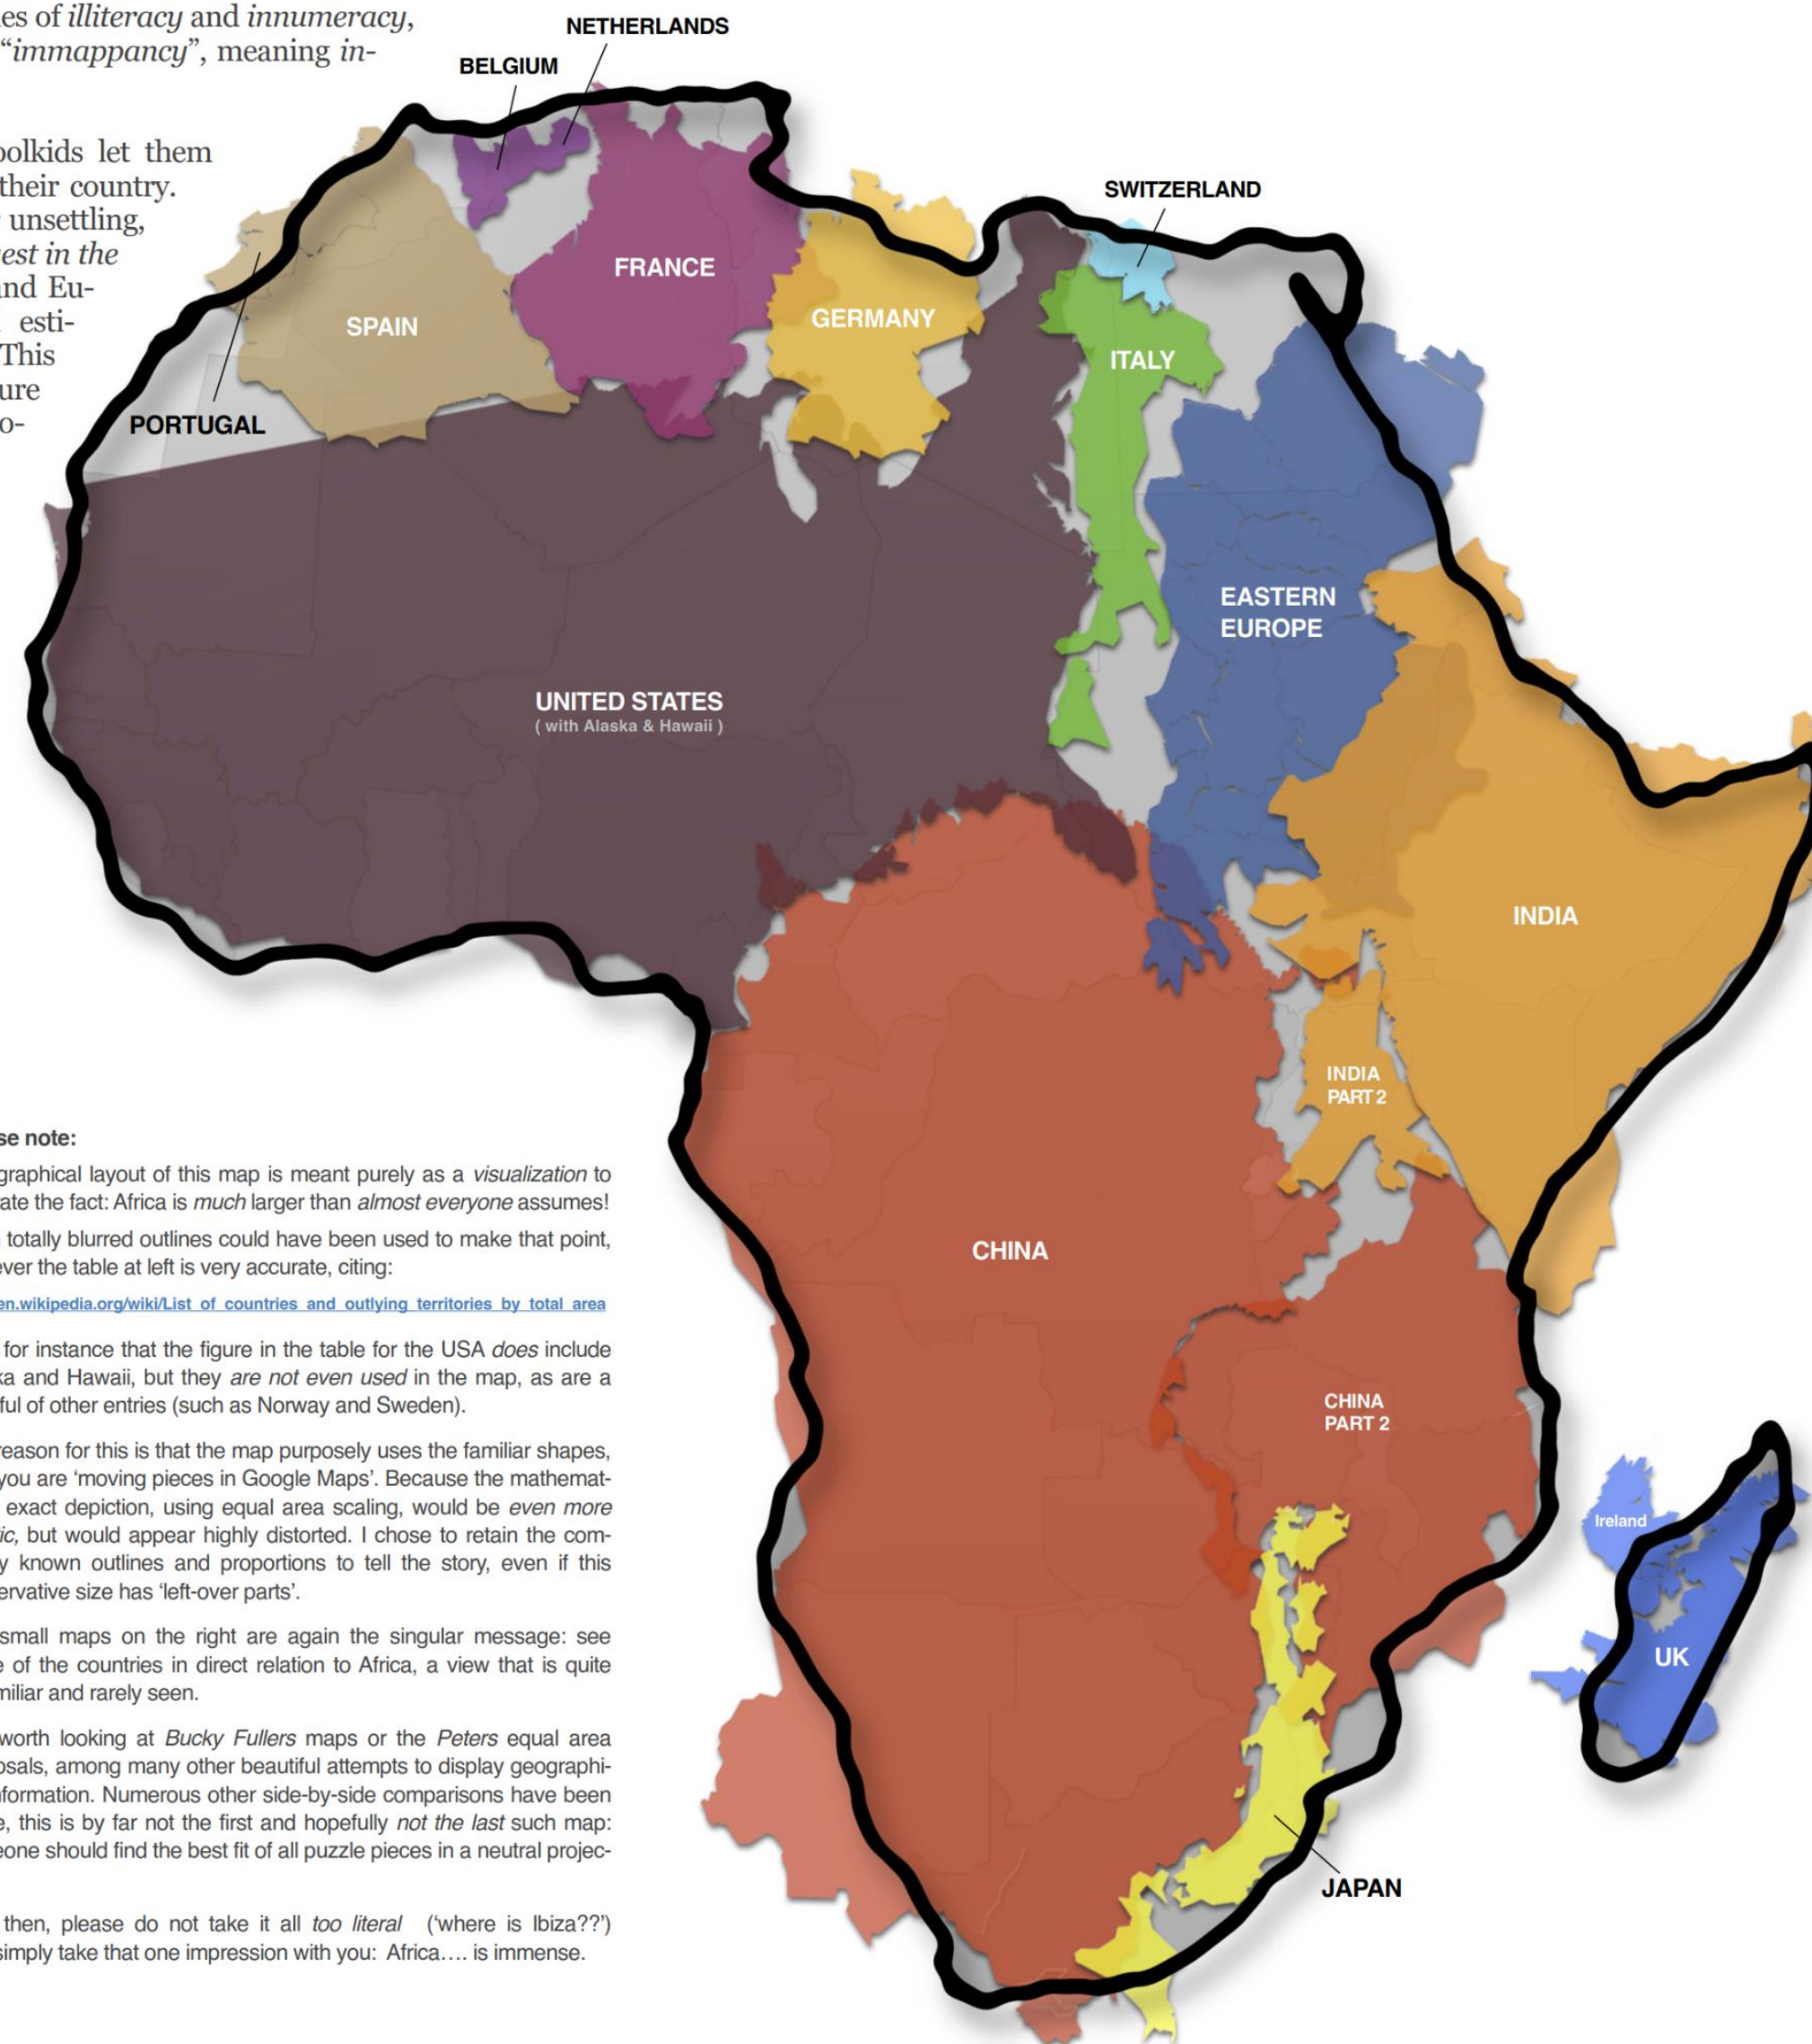 es of illiteracy and innumeracy,
“immappancy”, meaning in-
oolkids let them
their country.
unsettling,
est in the
nd Eu-
esti-
This
ure
o-
NETHERLANDS
BELGIUM
SWITZERLAND
FRANCE
GERMANY
SPAIN
ITALY
PORTUGAL
EASTERN
EUROPE
UNITED STATES
( with Alaska & Hawaii )
INDIA
INDIA
PART 2
CHINA
CHINA
PART 2
Ireland
UK
JAPAN
se note:
graphical layout of this map is meant purely as a visualization to
ate the fact: Africa is much larger than almost everyone assumes!
totally blurred outlines could have been used to make that point,
ever the table at left is very accurate, citing:
en.wikipedia.org/wiki/List_of_countries_and_outlying_territories_by_total_area
for instance that the figure in the table for the USA does include
ka and Hawaii, but they are not even used in the map, as are a
ful of other entries (such as Norway and Sweden).
reason for this is that the map purposely uses the familiar shapes,
you are ‘moving pieces in Google Maps’. Because the mathemat-
exact depiction, using equal area scaling, would be even more
ic, but would appear highly distorted. I chose to retain the com-
y known outlines and proportions to tell the story, even if this
ervative size has ‘left-over parts’.
small maps on the right are again the singular message: see
e of the countries in direct relation to Africa, a view that is quite
miliar and rarely seen.
worth looking at Bucky Fullers maps or the Peters equal area
osals, among many other beautiful attempts to display geographi-
nformation. Numerous other side-by-side comparisons have been
e, this is by far not the first and hopefully not the last such map:
eone should find the best fit of all puzzle pieces in a neutral projec-
then, please do not take it all too literal (‘where is Ibiza??’)
simply take that one impression with you: Africa…. is immense.